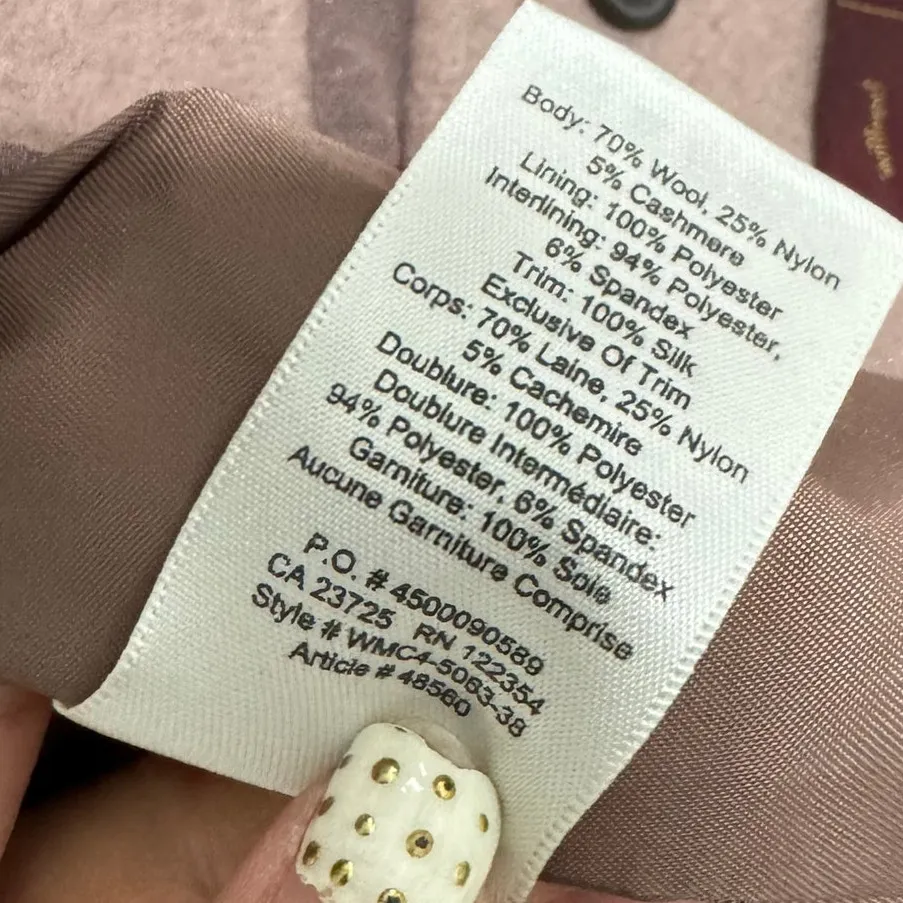 Body: 70% Wool, 25% Nylon
5% Cashmere
Lining: 100% Polyester
Interlining: 94% Polyester,
6% Spandex
Trim: 100% Silk
Exclusive Of Trim
Corps: 70% Laine, 25% Nylon
5% Cachemire
Doublure: 100% Polyester
Doublure Intermédiaire:
94% Polyester, 6% Spandex
Garniture: 100% Soie
Aucune Garniture Comprise
P.O. # 4500090589
CA 23725 RN 122354
Style # WMC4-5063-38
Article # 48560